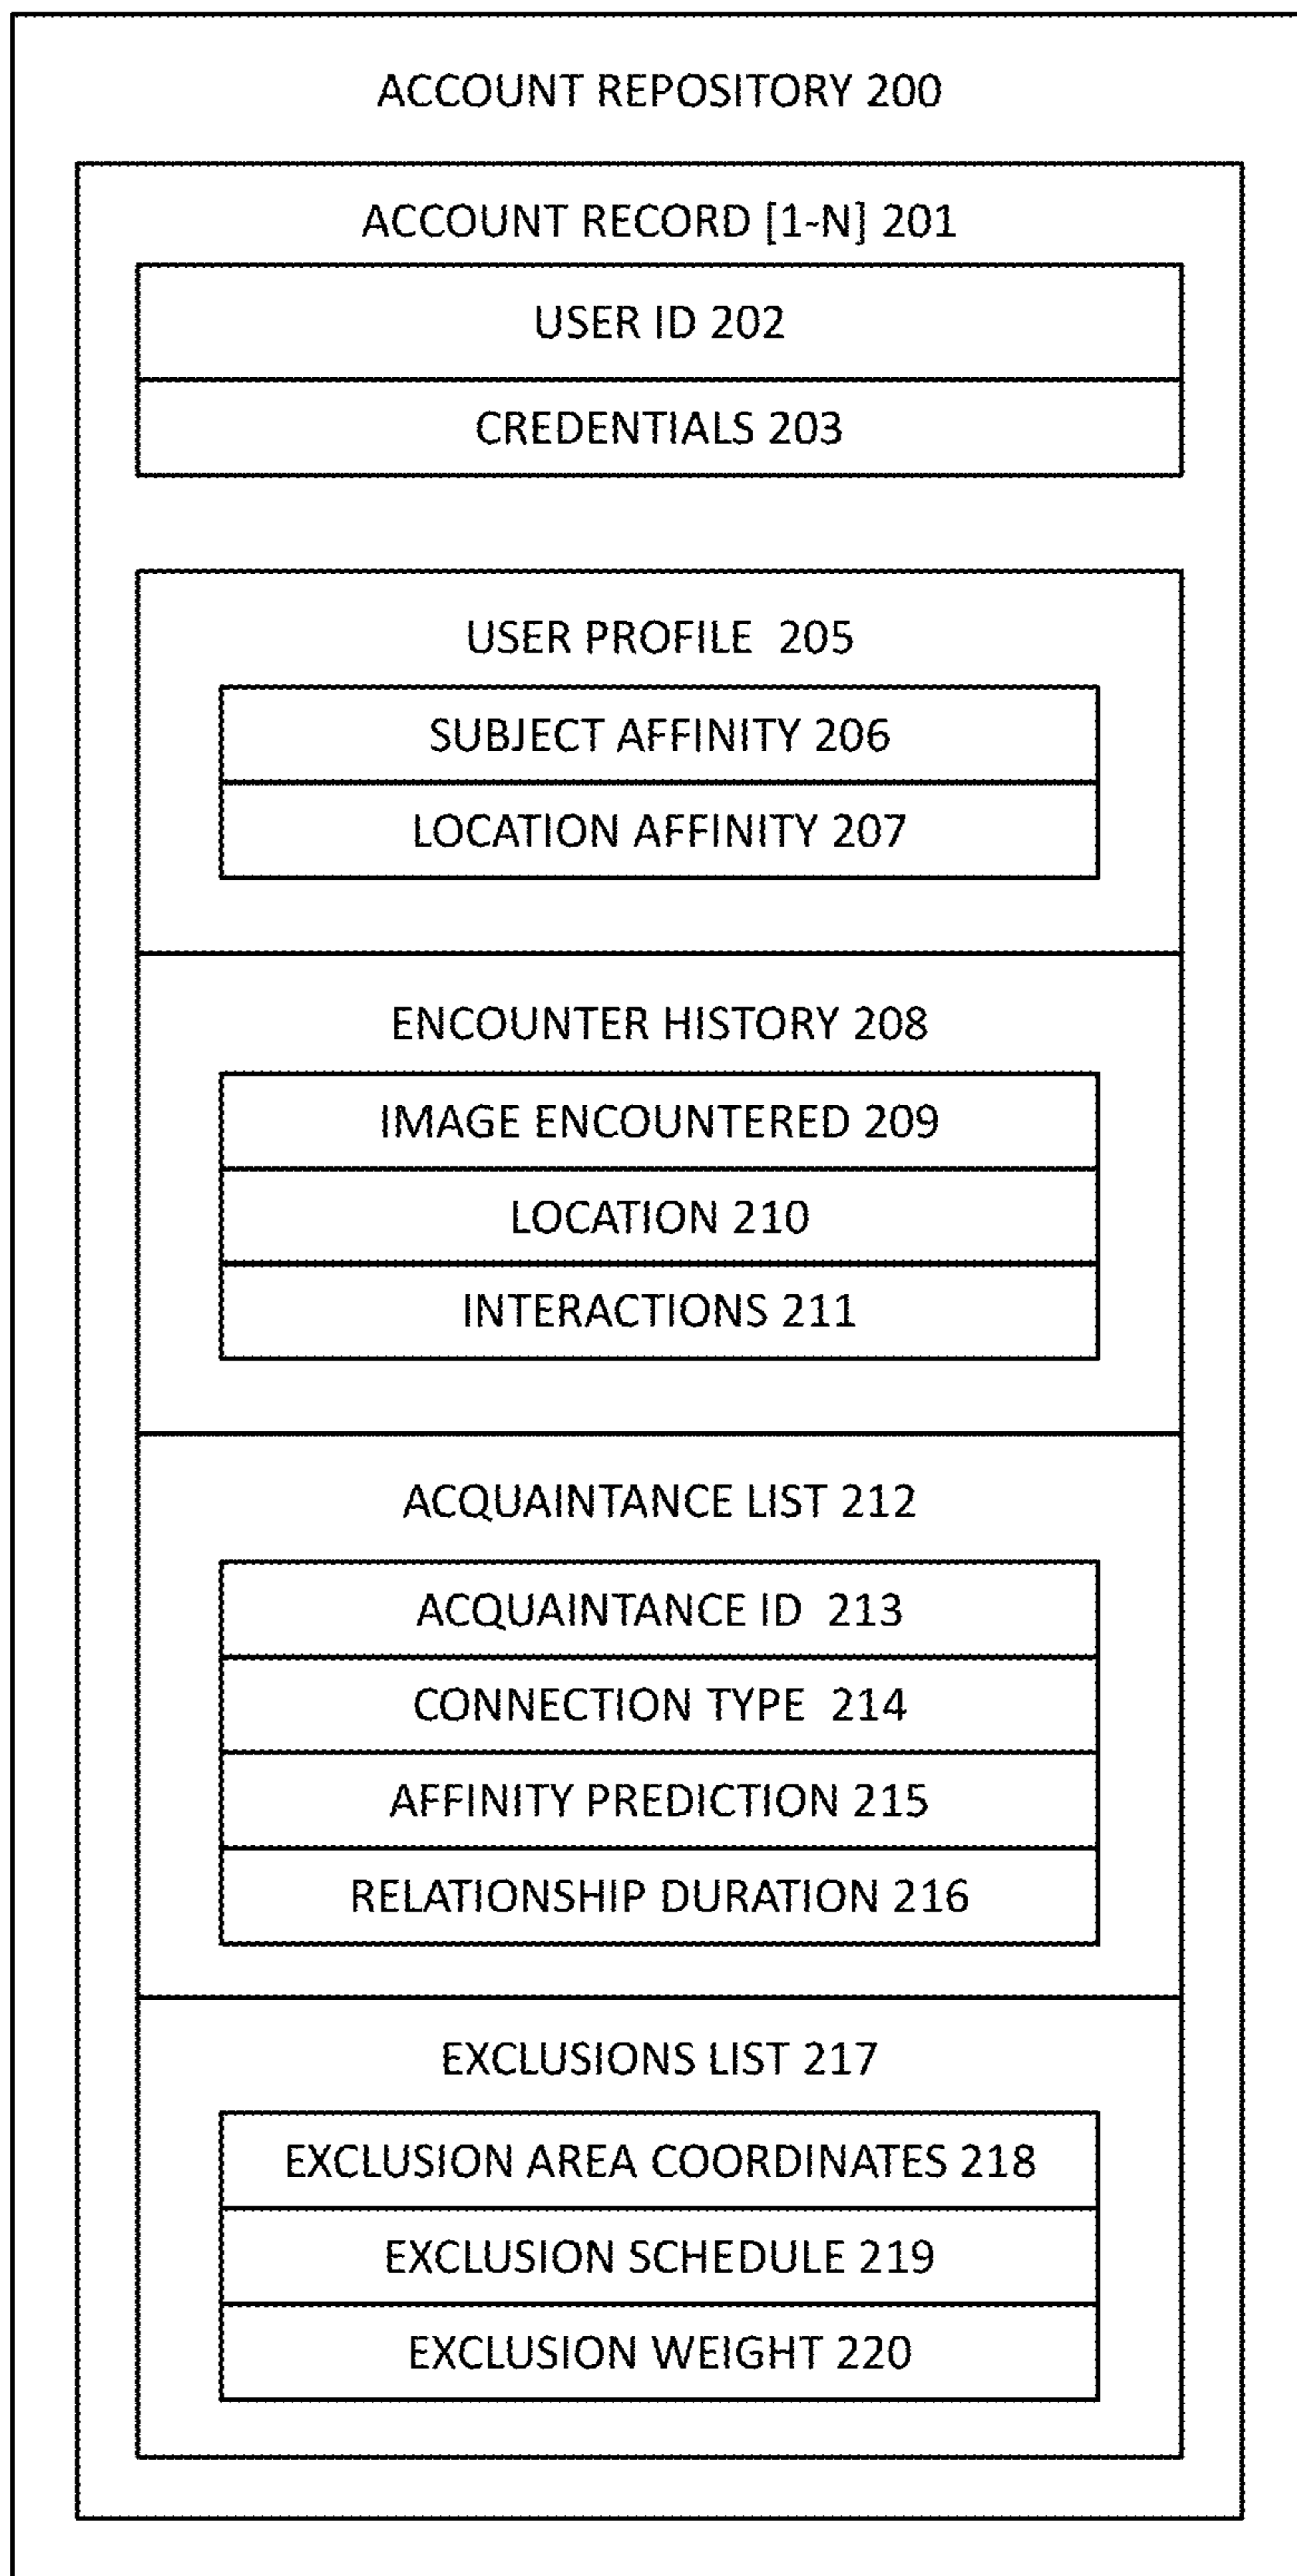 ACCOUNT REPOSITORY 200
ACCOUNT RECORD [1-N] 201
USER ID 202
CREDENTIALS 203
USER PROFILE 205
SUBJECT AFFINITY 206
LOCATION AFFINITY 207
ENCOUNTER HISTORY 208
IMAGE ENCOUNTERED 209
LOCATION 210
INTERACTIONS 211
ACQUAINTANCE LIST 212
ACQUAINTANCE ID 213
CONNECTION TYPE 214
AFFINITY PREDICTION 215
RELATIONSHIP DURATION 216
EXCLUSIONS LIST 217
EXCLUSION AREA COORDINATES 218
EXCLUSION SCHEDULE 219
EXCLUSION WEIGHT 220